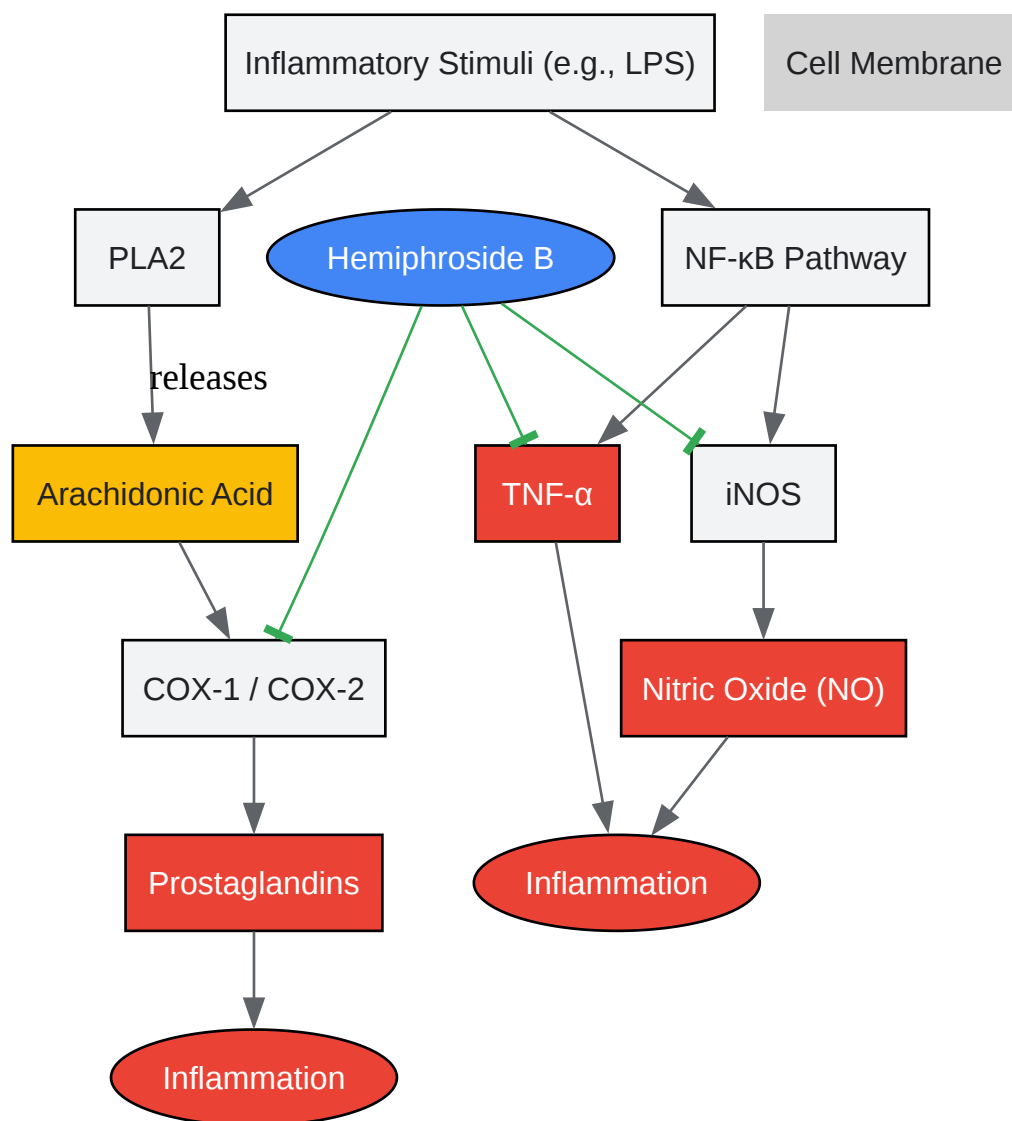 Inflammatory Stimuli (e.g., LPS)
Cell Membrane
PLA2
Hemiphroside B
NF-κB Pathway
releases
Arachidonic Acid
TNF-α
iNOS
COX-1 / COX-2
Nitric Oxide (NO)
Prostaglandins
Inflammation
Inflammation